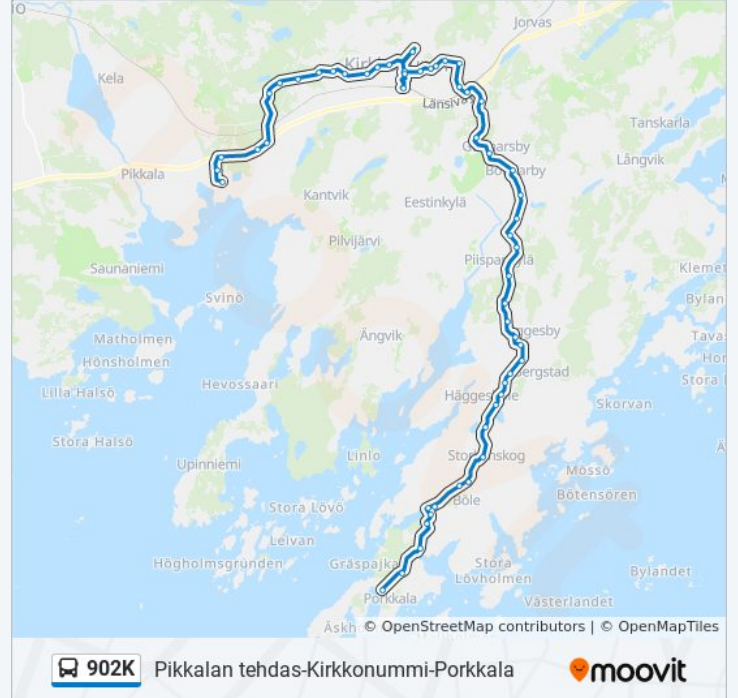 Jorvas
Kela
Länsiväylä
Tanskarla
Långvik
Pikkala
Kantvik
Eestinkylä
Pilvijärvi
Saunaniemi
Svinö
Ängvik
Matholmen
Hönsholmen
Hevossaari
Lilla Halsö
Skorvan
Stora Halsö
Linlo
Upinniemi
Mössö
Bötensören
Böle
Stora Lövö
Leivan
Högholmsgrunden
Stora
Lövholmen
Bylandet
Västerlandet
Porkkala
© OpenStreetMap contributors | © OpenMapTiles
902K Pikkalan tehdas-Kirkkonummi-Porkkala moovit